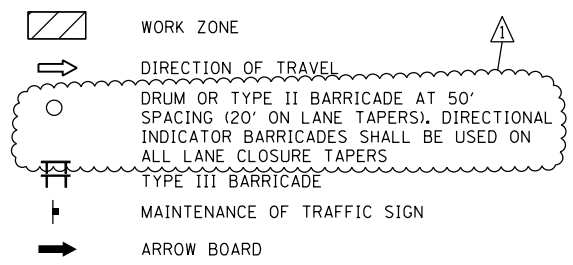 WORK ZONE
1
DIRECTION OF TRAVEL
DRUM OR TYPE II BARRICADE AT 50'
SPACING (20' ON LANE TAPERS). DIRECTIONAL
INDICATOR BARRICADES SHALL BE USED ON
ALL LANE CLOSURE TAPERS
TYPE III BARRICADE
MAINTENANCE OF TRAFFIC SIGN
ARROW BOARD